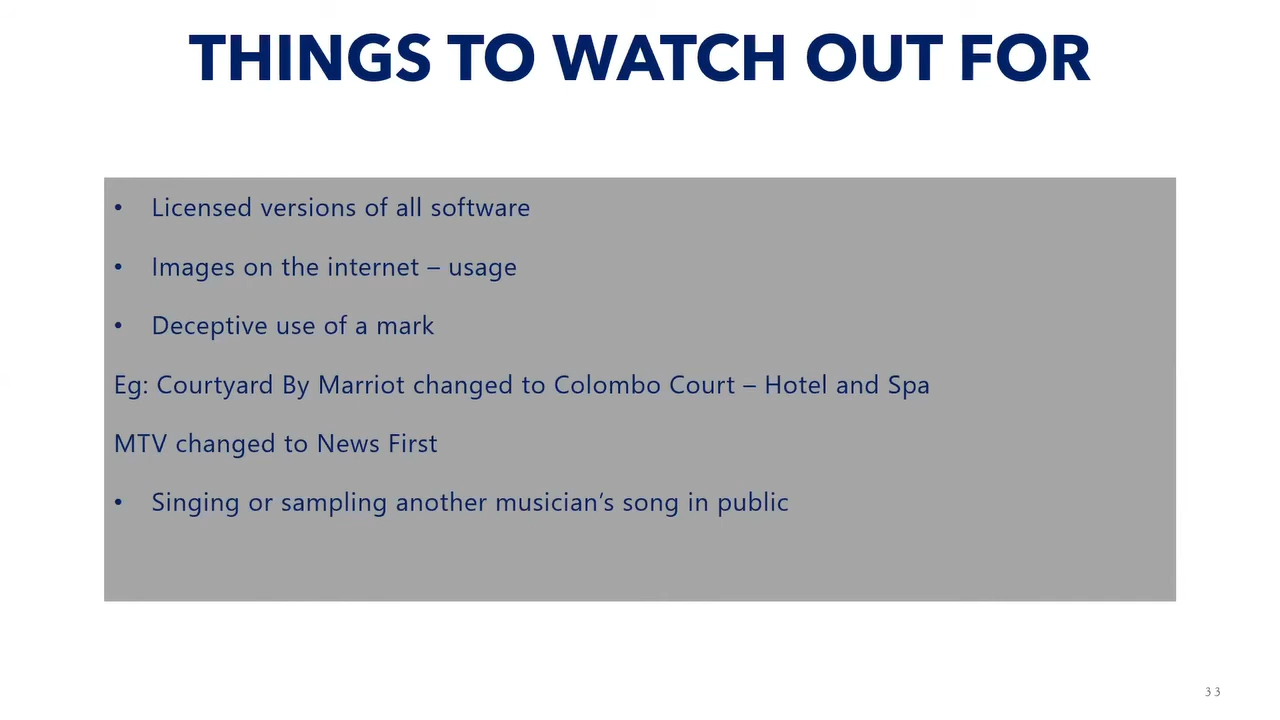 THINGS TO WATCH OUT FOR
• Licensed versions of all software
• Images on the internet – usage
• Deceptive use of a mark
Eg: Courtyard By Marriot changed to Colombo Court – Hotel and Spa
MTV changed to News First
• Singing or sampling another musician’s song in public
33